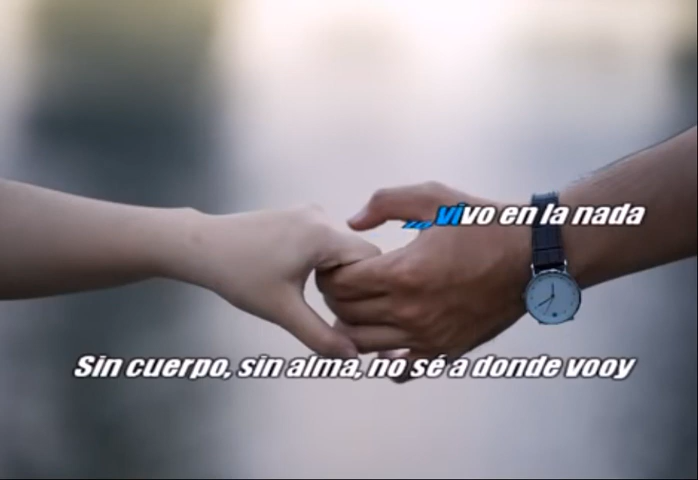 ,,,vivo en la nada
Sin cuerpo, sin alma, no sé a donde vooy